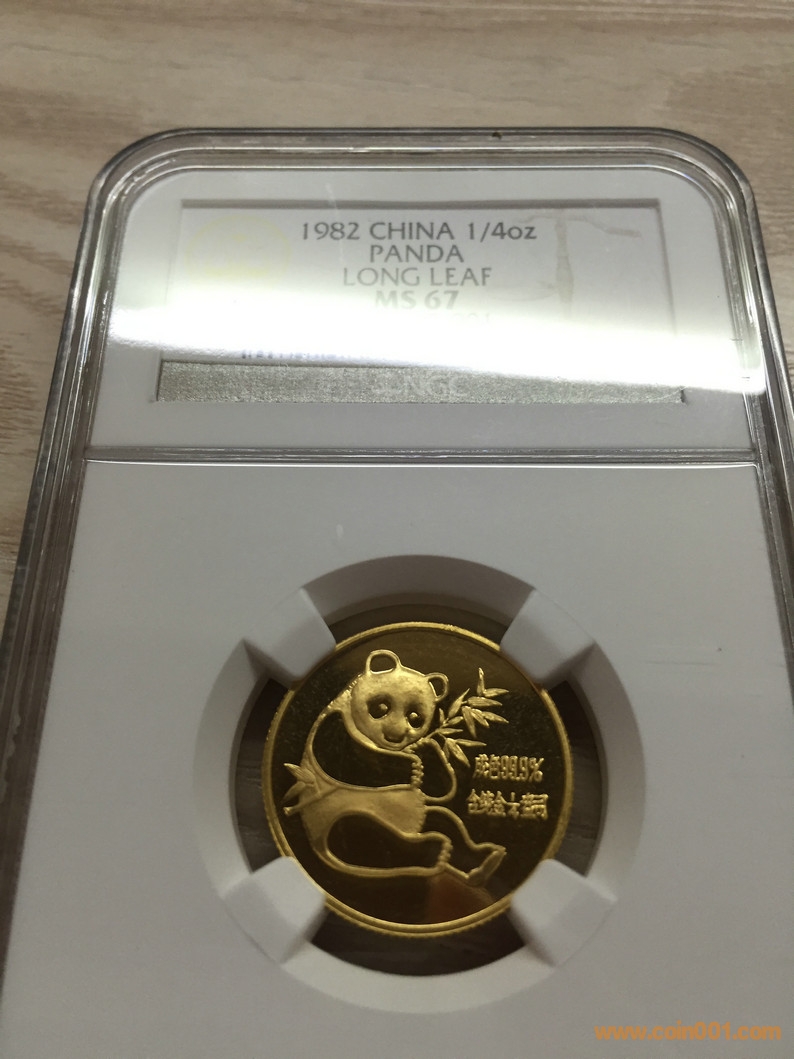 1982 CHINA 1/4oz
PANDA
LONG LEAF
MS 67
NGC
成色99.9%
含纯金¼盎司
www.coin001.com